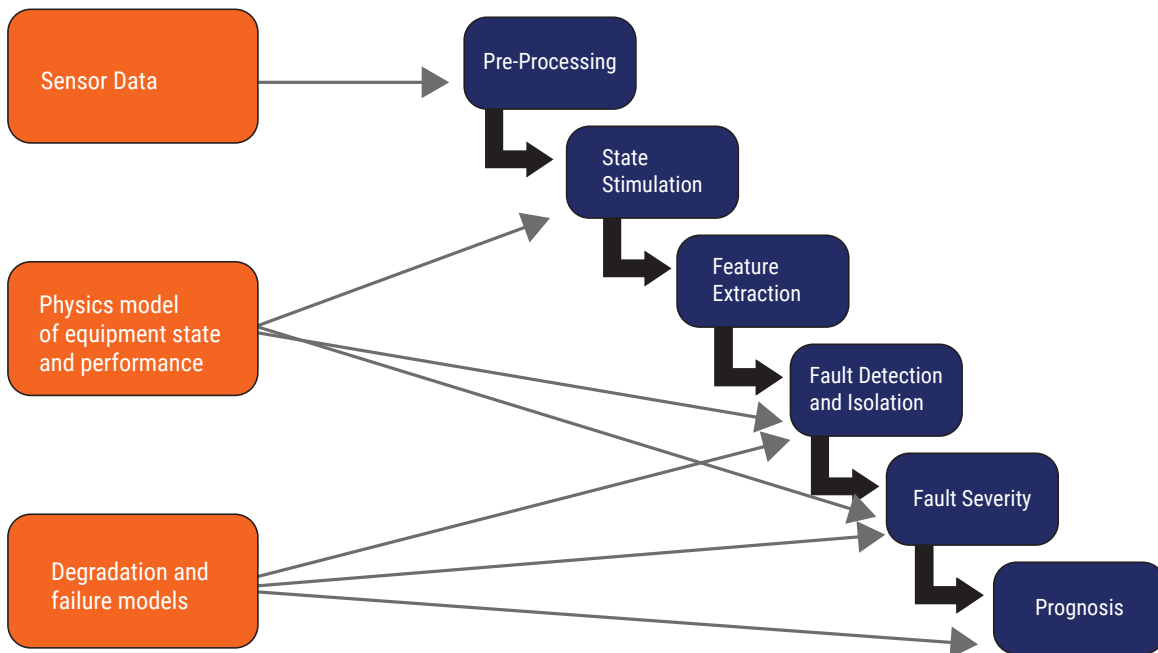 Sensor Data
Pre-Processing
State
Stimulation
Physics model
of equipment state
and performance
Feature
Extraction
Fault Detection
and Isolation
Fault Severity
Degradation and
failure models
Prognosis